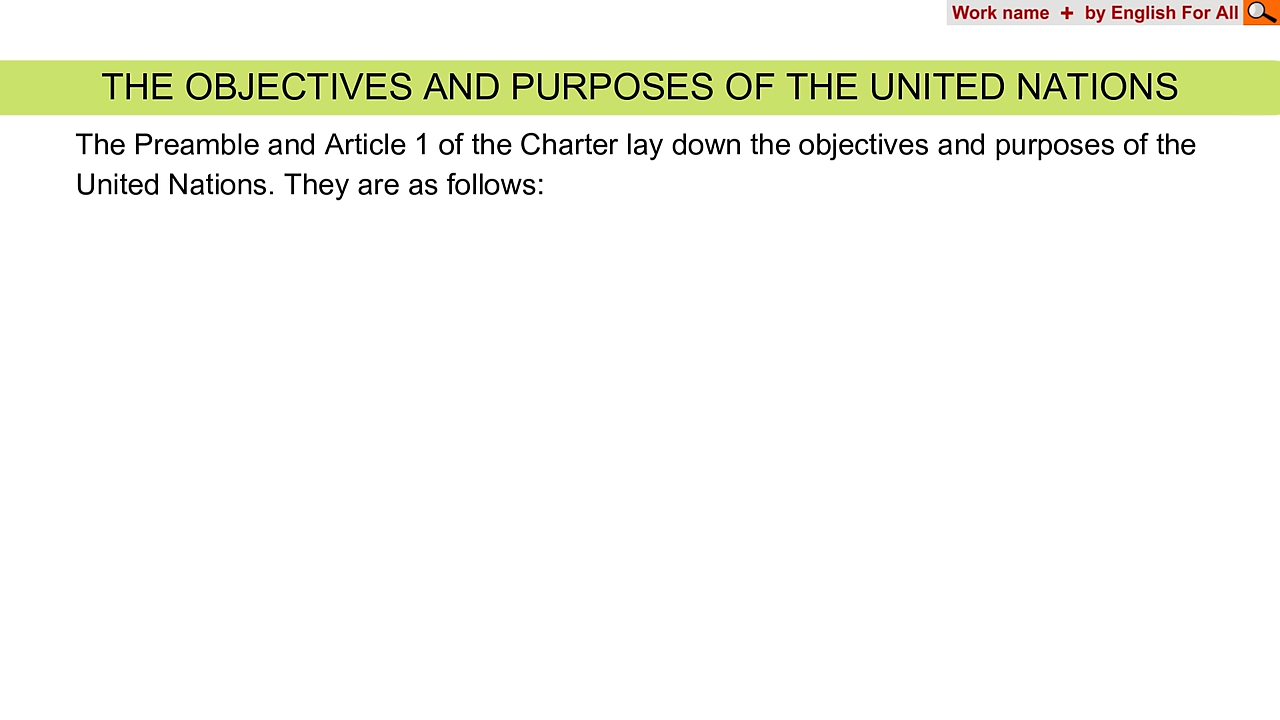 Work name + by English For All
THE OBJECTIVES AND PURPOSES OF THE UNITED NATIONS
The Preamble and Article 1 of the Charter lay down the objectives and purposes of the
United Nations. They are as follows: